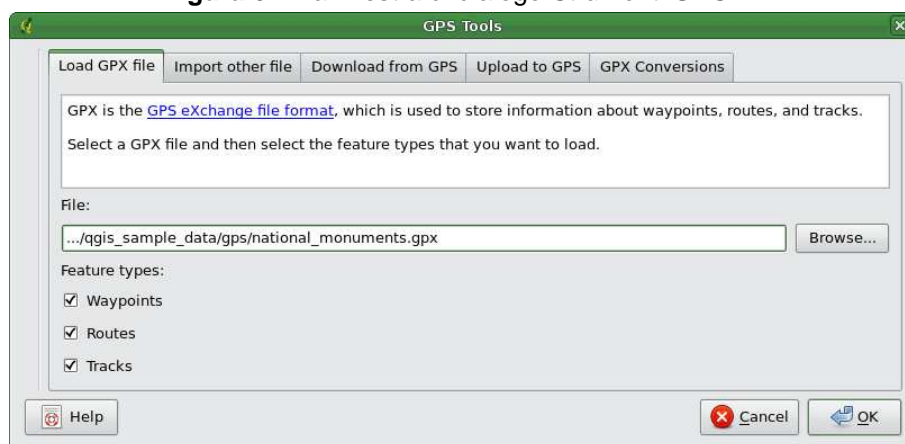 GPS Tools
Load GPX file Import other file Download from GPS Upload to GPS GPX Conversions
GPX is the GPS eXchange file format, which is used to store information about waypoints, routes, and tracks.
Select a GPX file and then select the feature types that you want to load.
File:
.../qgis_sample_data/gps/national_monuments.gpx Browse...
Feature types:
Waypoints
Routes
Tracks
Help Cancel OK